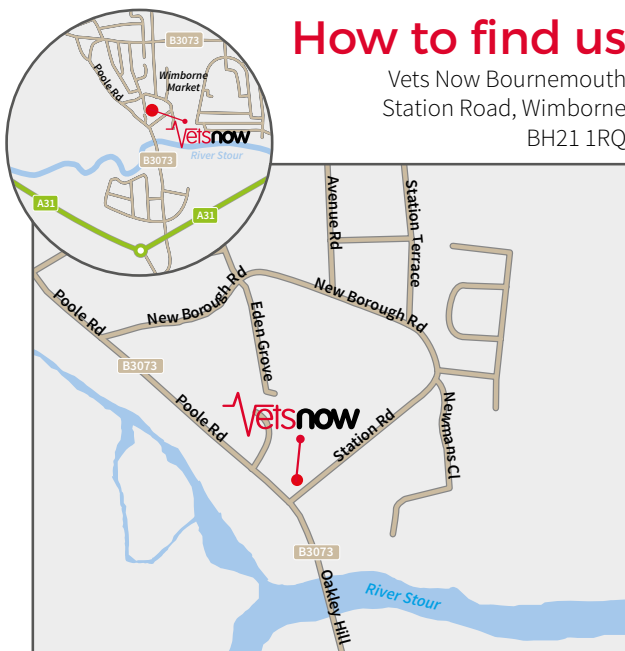 How to find us
Vets Now Bournemouth
Station Road, Wimborne
BH21 1RQ
B3073
Poole Rd
Wimborne
Market
Vetsnow
B3073
River Stour
A31
A31
Avenue Rd
Station Terrace
New Borough Rd
New Borough Rd
Poole Rd
Eden Grove
B3073
Poole Rd
Vetsnow
Station Rd
Newmans Cl
B3073
Oakley Hill
River Stour